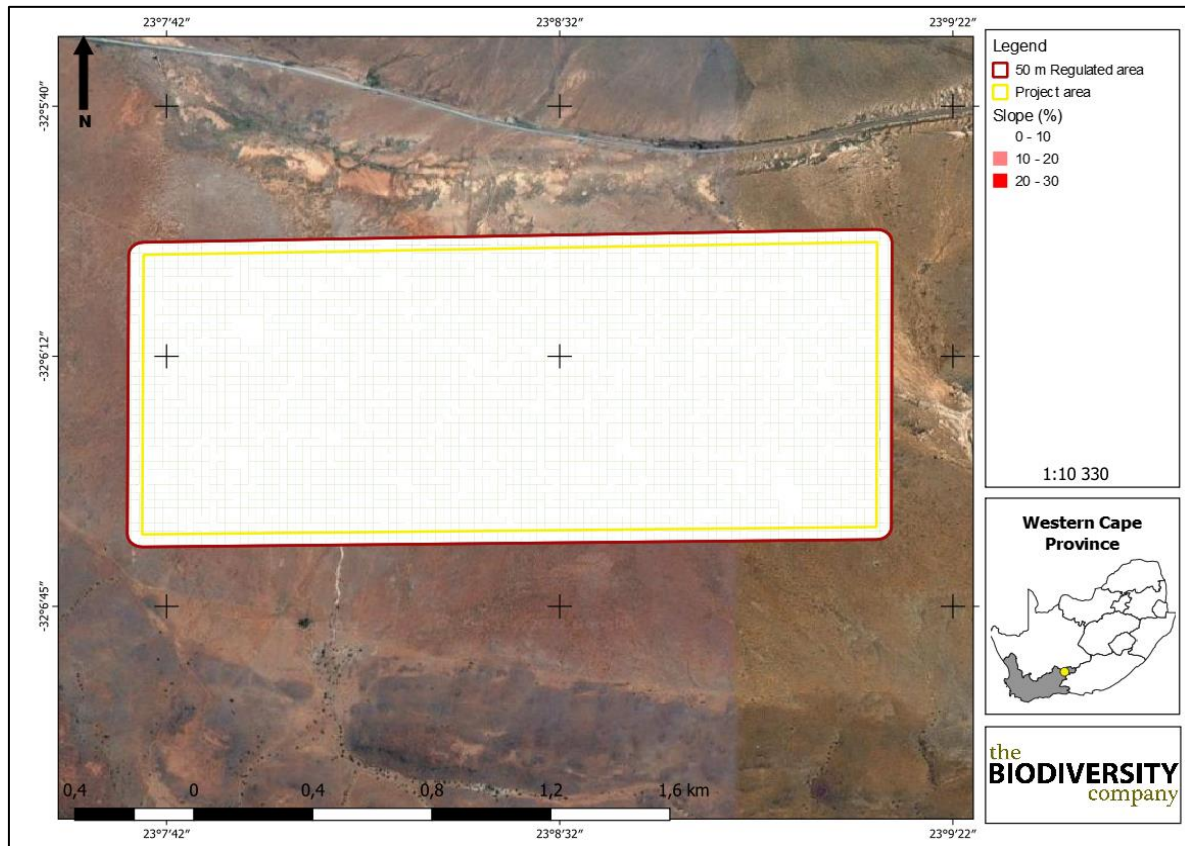 23°7′42″ 23°8′32″ 23°9′22″
-32°5′40″
-32°6′12″
-32°6′45″
N
0,4 0 0,4 0,8 1,2 1,6 km
23°7′42″ 23°8′32″ 23°9′22″
Legend
50 m Regulated area
Project area
Slope (%)
0 - 10
10 - 20
20 - 30
1:10 330
Western Cape
Province
the
BIODIVERSITY
company